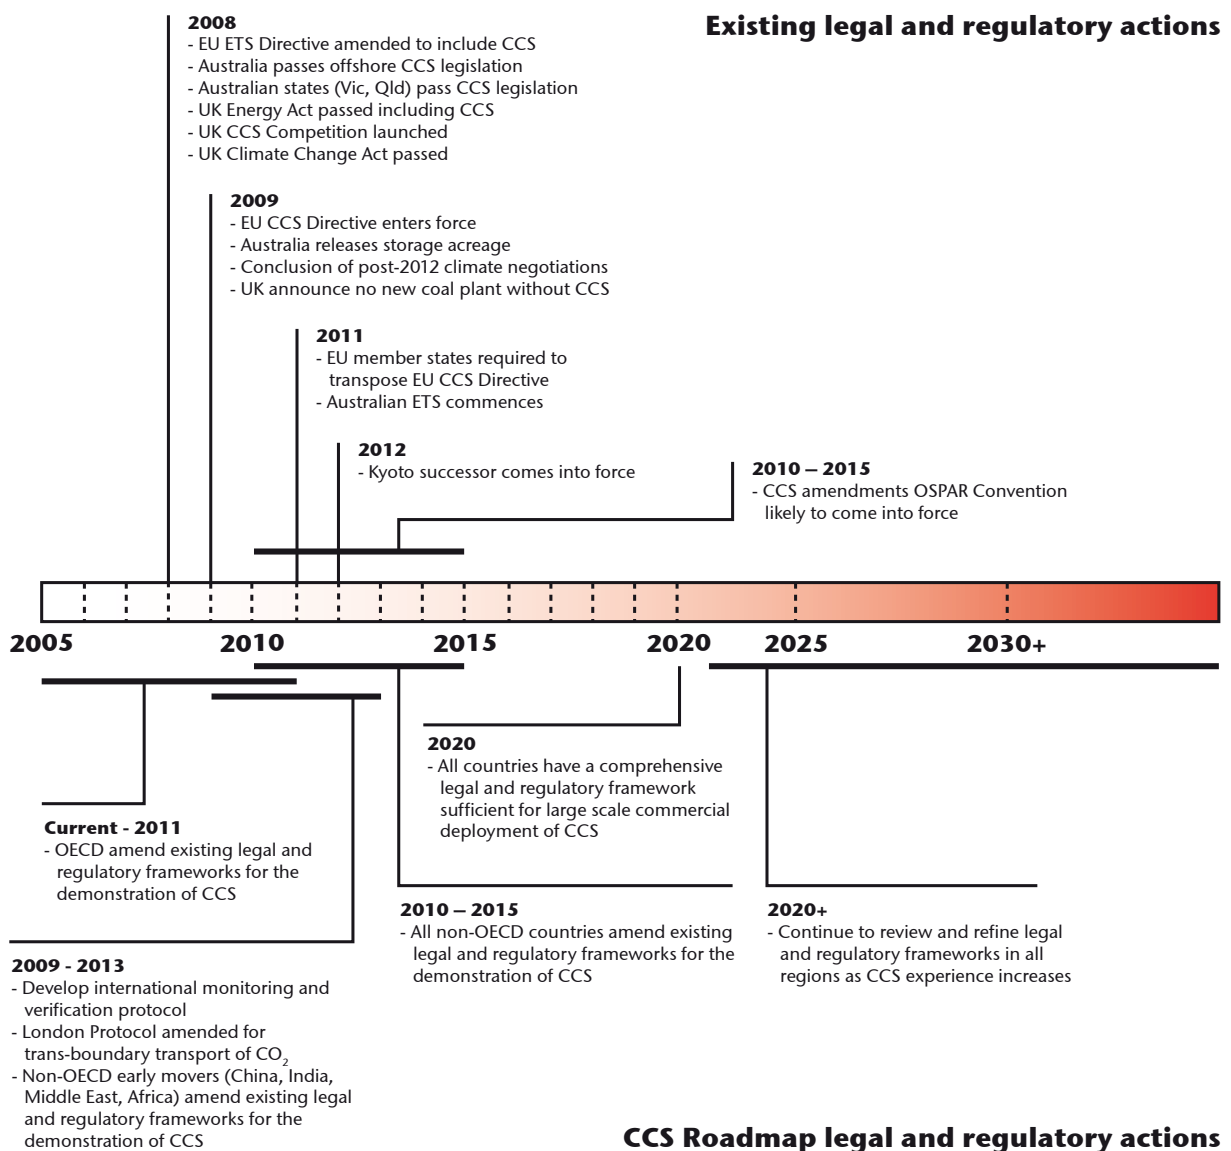 Existing legal and regulatory actions
2008
- EU ETS Directive amended to include CCS
- Australia passes offshore CCS legislation
- Australian states (Vic, Qld) pass CCS legislation
- UK Energy Act passed including CCS
- UK CCS Competition launched
- UK Climate Change Act passed
2009
- EU CCS Directive enters force
- Australia releases storage acreage
- Conclusion of post-2012 climate negotiations
- UK announce no new coal plant without CCS
2011
- EU member states required to
transpose EU CCS Directive
- Australian ETS commences
2012
- Kyoto successor comes into force
2010 – 2015
- CCS amendments OSPAR Convention
likely to come into force
2005 2010 2015 2020 2025 2030+
2020
- All countries have a comprehensive
legal and regulatory framework
sufficient for large scale commercial
deployment of CCS
Current - 2011
- OECD amend existing legal and
regulatory frameworks for the
demonstration of CCS
2010 – 2015
- All non-OECD countries amend existing
legal and regulatory frameworks for the
demonstration of CCS
2020+
- Continue to review and refine legal
and regulatory frameworks in all
regions as CCS experience increases
2009 - 2013
- Develop international monitoring and
verification protocol
- London Protocol amended for
trans-boundary transport of CO2
- Non-OECD early movers (China, India,
Middle East, Africa) amend existing legal
and regulatory frameworks for the
demonstration of CCS
CCS Roadmap legal and regulatory actions